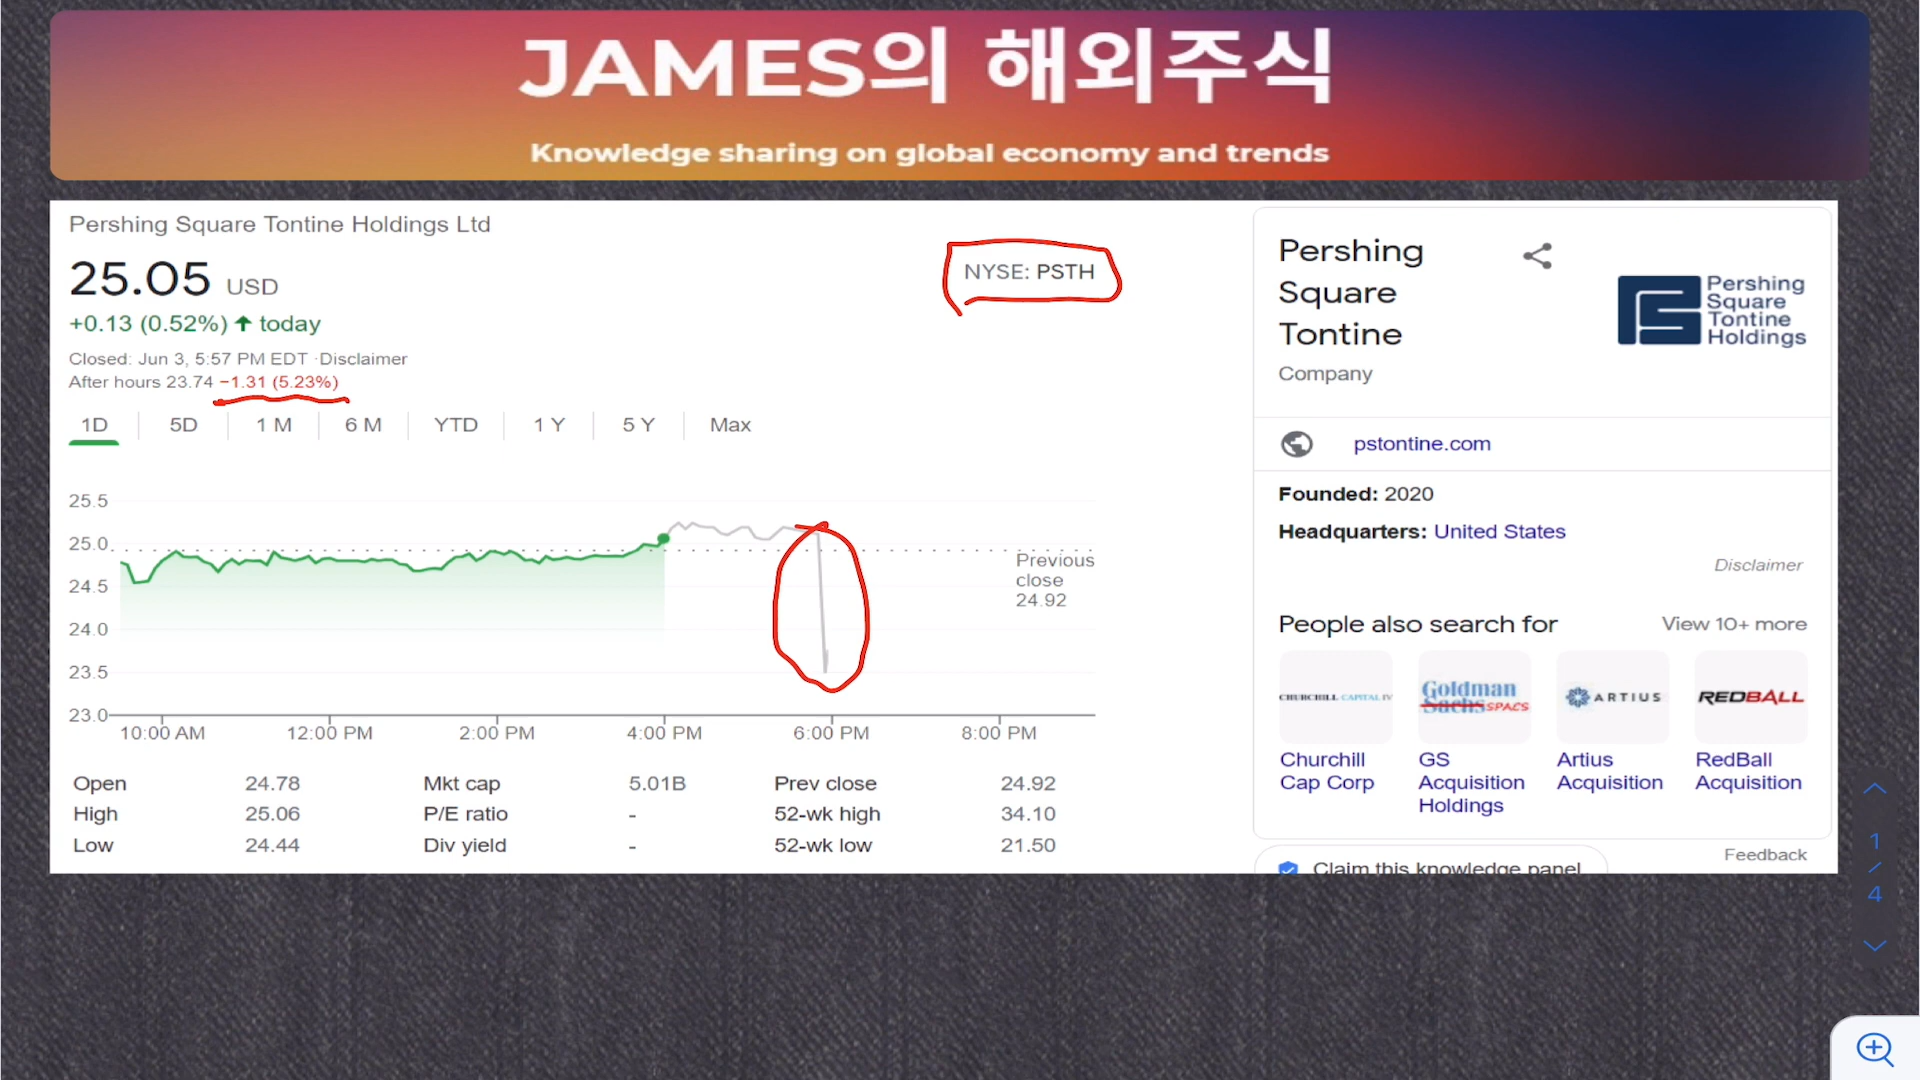 JAMES의 해외주식
Knowledge sharing on global economy and trends
Pershing Square Tontine Holdings Ltd
25.05 USD
+0.13 (0.52%) ↑ today
Closed: Jun 3, 5:57 PM EDT ·Disclaimer
After hours 23.74 −1.31 (5.23%)
NYSE: PSTH
1D 5D 1 M 6 M YTD 1 Y 5 Y Max
25.5
25.0
24.5
24.0
23.5
23.0
Previous
close
24.92
10:00 AM 12:00 PM 2:00 PM 4:00 PM 6:00 PM 8:00 PM
Open 24.78 Mkt cap 5.01B Prev close 24.92
High 25.06 P/E ratio - 52-wk high 34.10
Low 24.44 Div yield - 52-wk low 21.50
Pershing
Square
Tontine
Company
Pershing
Square
Tontine
Holdings
pstontine.com
Founded: 2020
Headquarters: United States
Disclaimer
People also search for View 10+ more
CHURCHILL CAPITAL IV
Goldman
Sachs SPACS
ARTIUS
REDBALL
Churchill
Cap Corp
GS
Acquisition
Holdings
Artius
Acquisition
RedBall
Acquisition
Feedback
Claim this knowledge panel
1
/
4